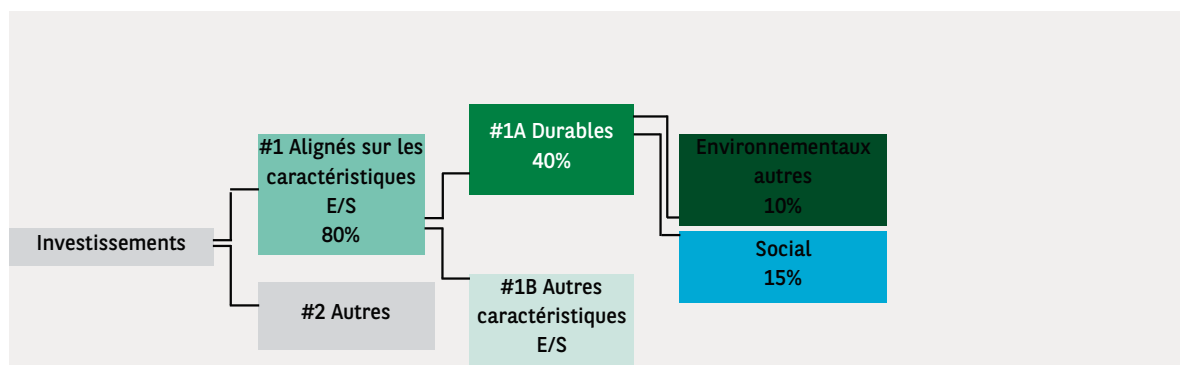 Investissements
#1 Alignés sur les
caractéristiques
E/S
80%
#2 Autres
#1A Durables
40%
#1B Autres
caractéristiques
E/S
Environnementaux
autres
10%
Social
15%